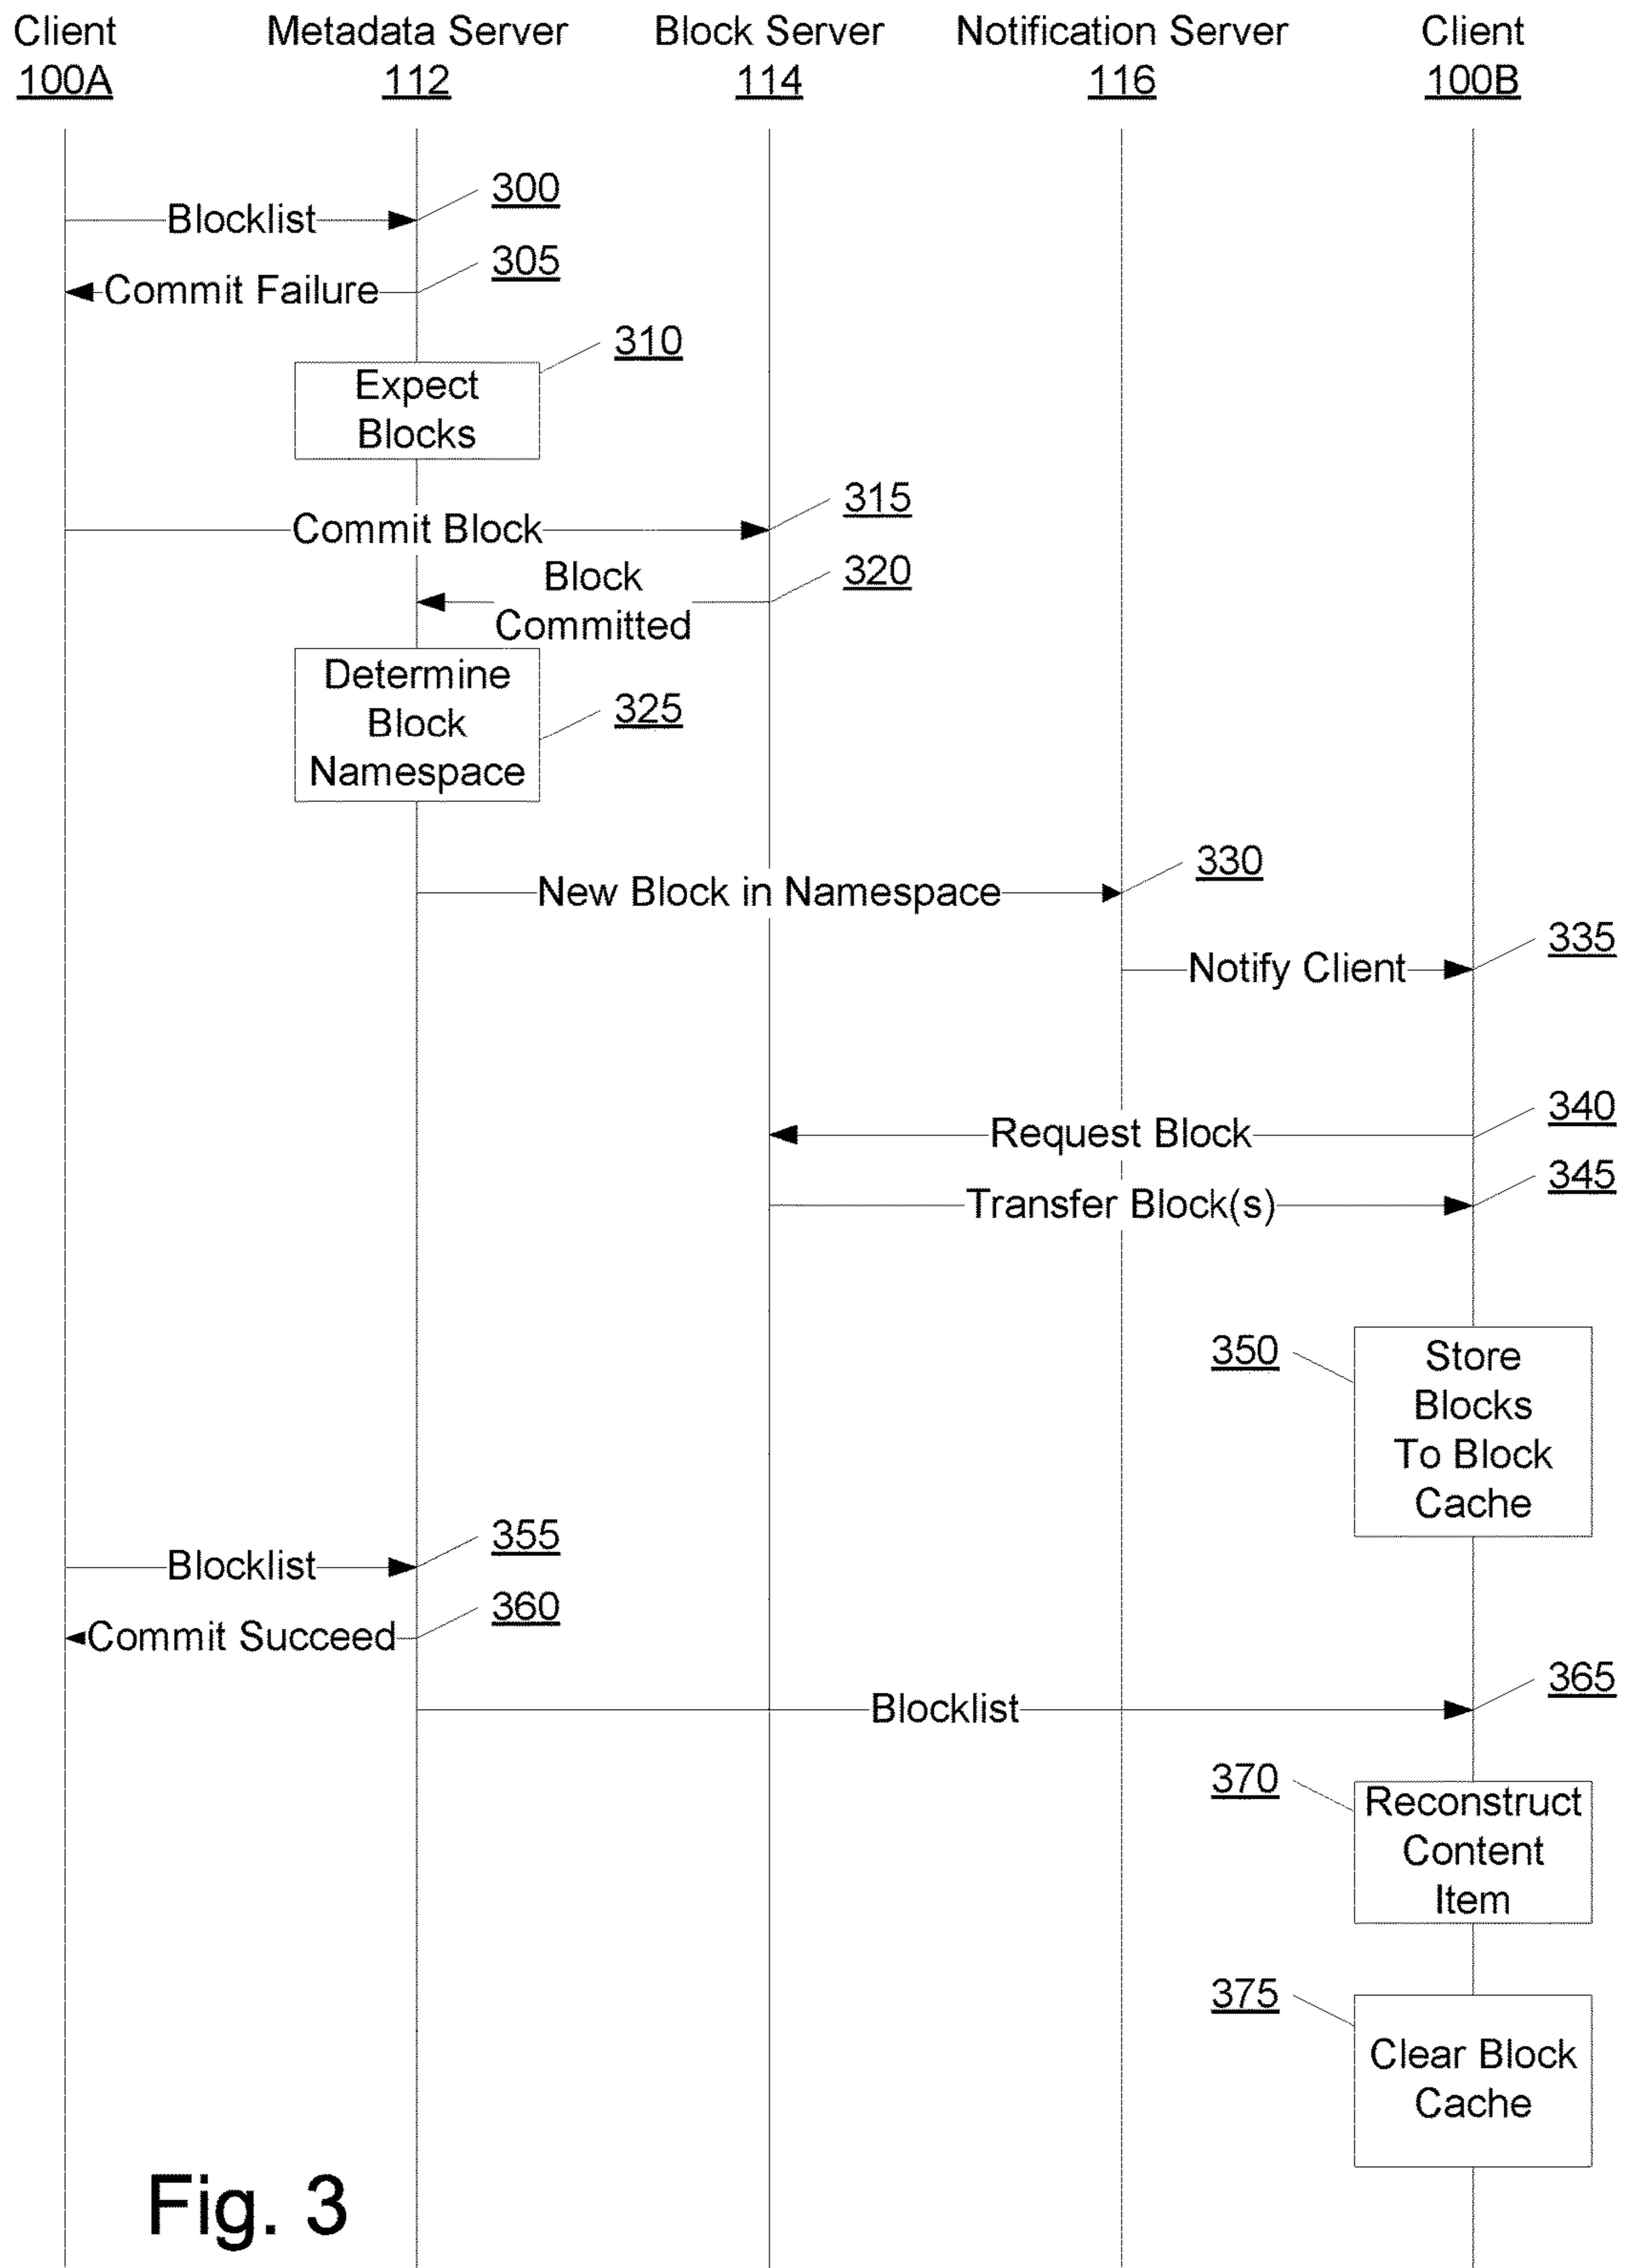 Client
100A
Metadata Server
112
Block Server
114
Notification Server
116
Client
100B
300
Blocklist
305
Commit Failure
310
Expect
Blocks
315
Commit Block
320
Block
Committed
Determine
Block
Namespace
325
330
New Block in Namespace
335
Notify Client
340
Request Block
345
Transfer Block(s)
350
Store
Blocks
To Block
Cache
355
Blocklist
360
Commit Succeed
365
Blocklist
370
Reconstruct
Content
Item
375
Clear Block
Cache
Fig. 3